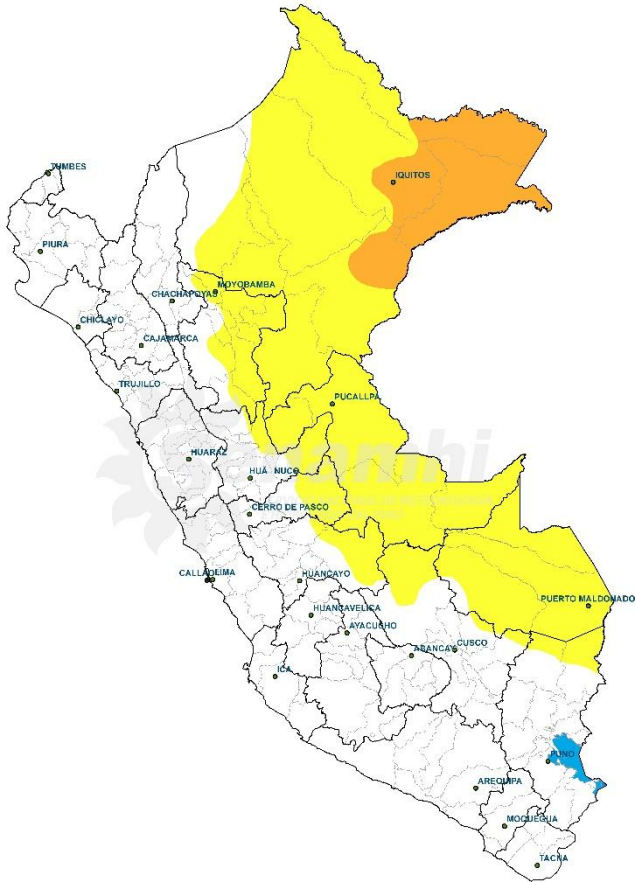 IQUITOS
TUMBES
PIURA
MOYOBAMBA
CHACHAPOYAS
CHICLAYO
CAJAMARCA
TRUJILLO
PUCALLPA
HUARAZ
senamhi
HUÁNUCO
CERRO DE PASCO
CALLAO
LIMA
HUANCAYO
PUERTO MALDONADO
HUANCAVELICA
AYACUCHO
ABANCAY
CUSCO
ICA
PUNO
AREQUIPA
MOQUEGUA
TACNA